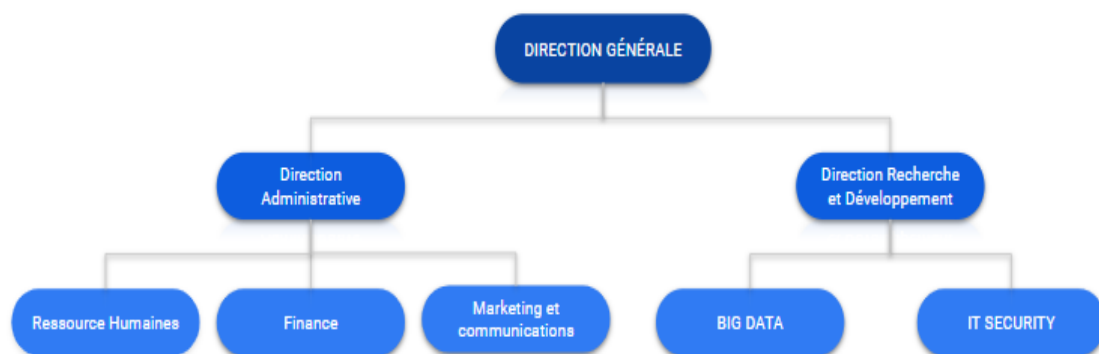 DIRECTION GÉNÉRALE
Direction
Administrative
Direction Recherche
et Développement
Ressource Humaines
Finance
Marketing et
communications
BIG DATA
IT SECURITY